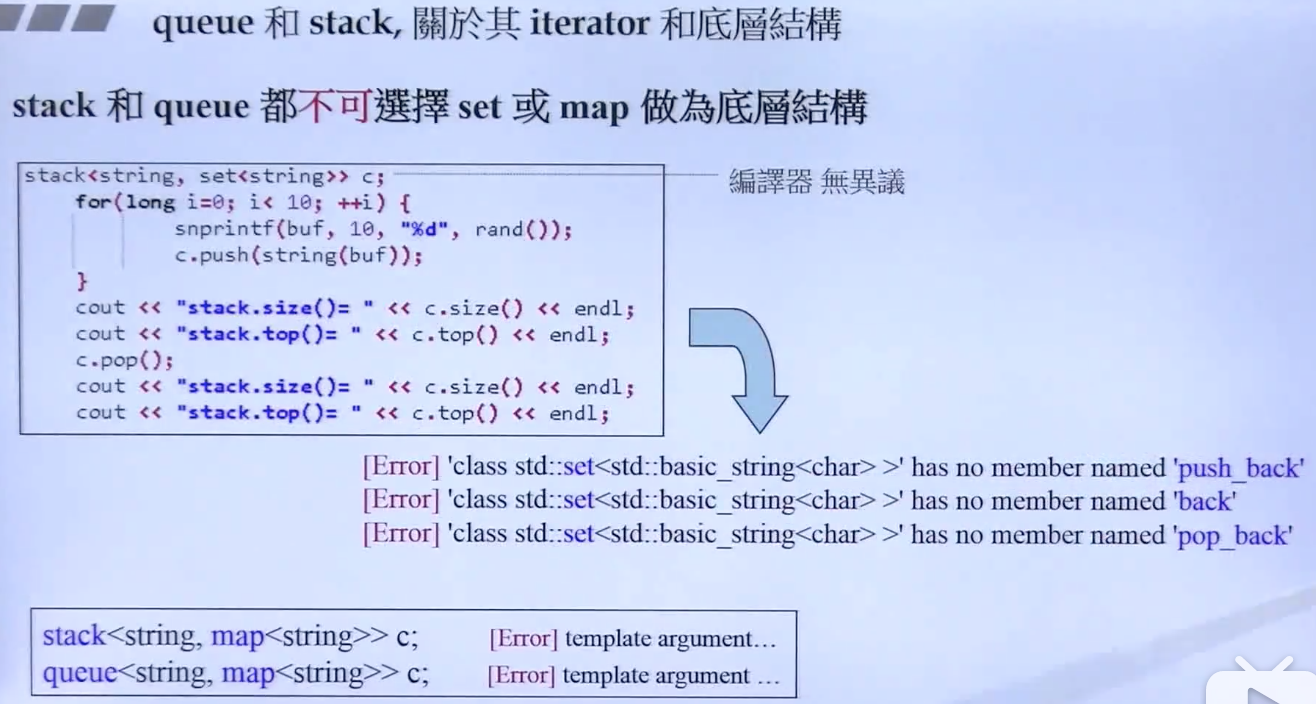 queue 和 stack, 關於其 iterator 和底層結構
stack 和 queue 都不可選擇 set 或 map 做為底層結構
stack<string, set<string>> c;
編譯器 無異議
for(long i=0; i< 10; ++i) {
snprintf(buf, 10, "%d", rand());
c.push(string(buf));
}
cout << "stack.size()= " << c.size() << endl;
cout << "stack.top()= " << c.top() << endl;
c.pop();
cout << "stack.size()= " << c.size() << endl;
cout << "stack.top()= " << c.top() << endl;
[Error] 'class std::set<std::basic_string<char> >' has no member named 'push_back'
[Error] 'class std::set<std::basic_string<char> >' has no member named 'back'
[Error] 'class std::set<std::basic_string<char> >' has no member named 'pop_back'
stack<string, map<string>> c; [Error] template argument…
queue<string, map<string>> c; [Error] template argument …